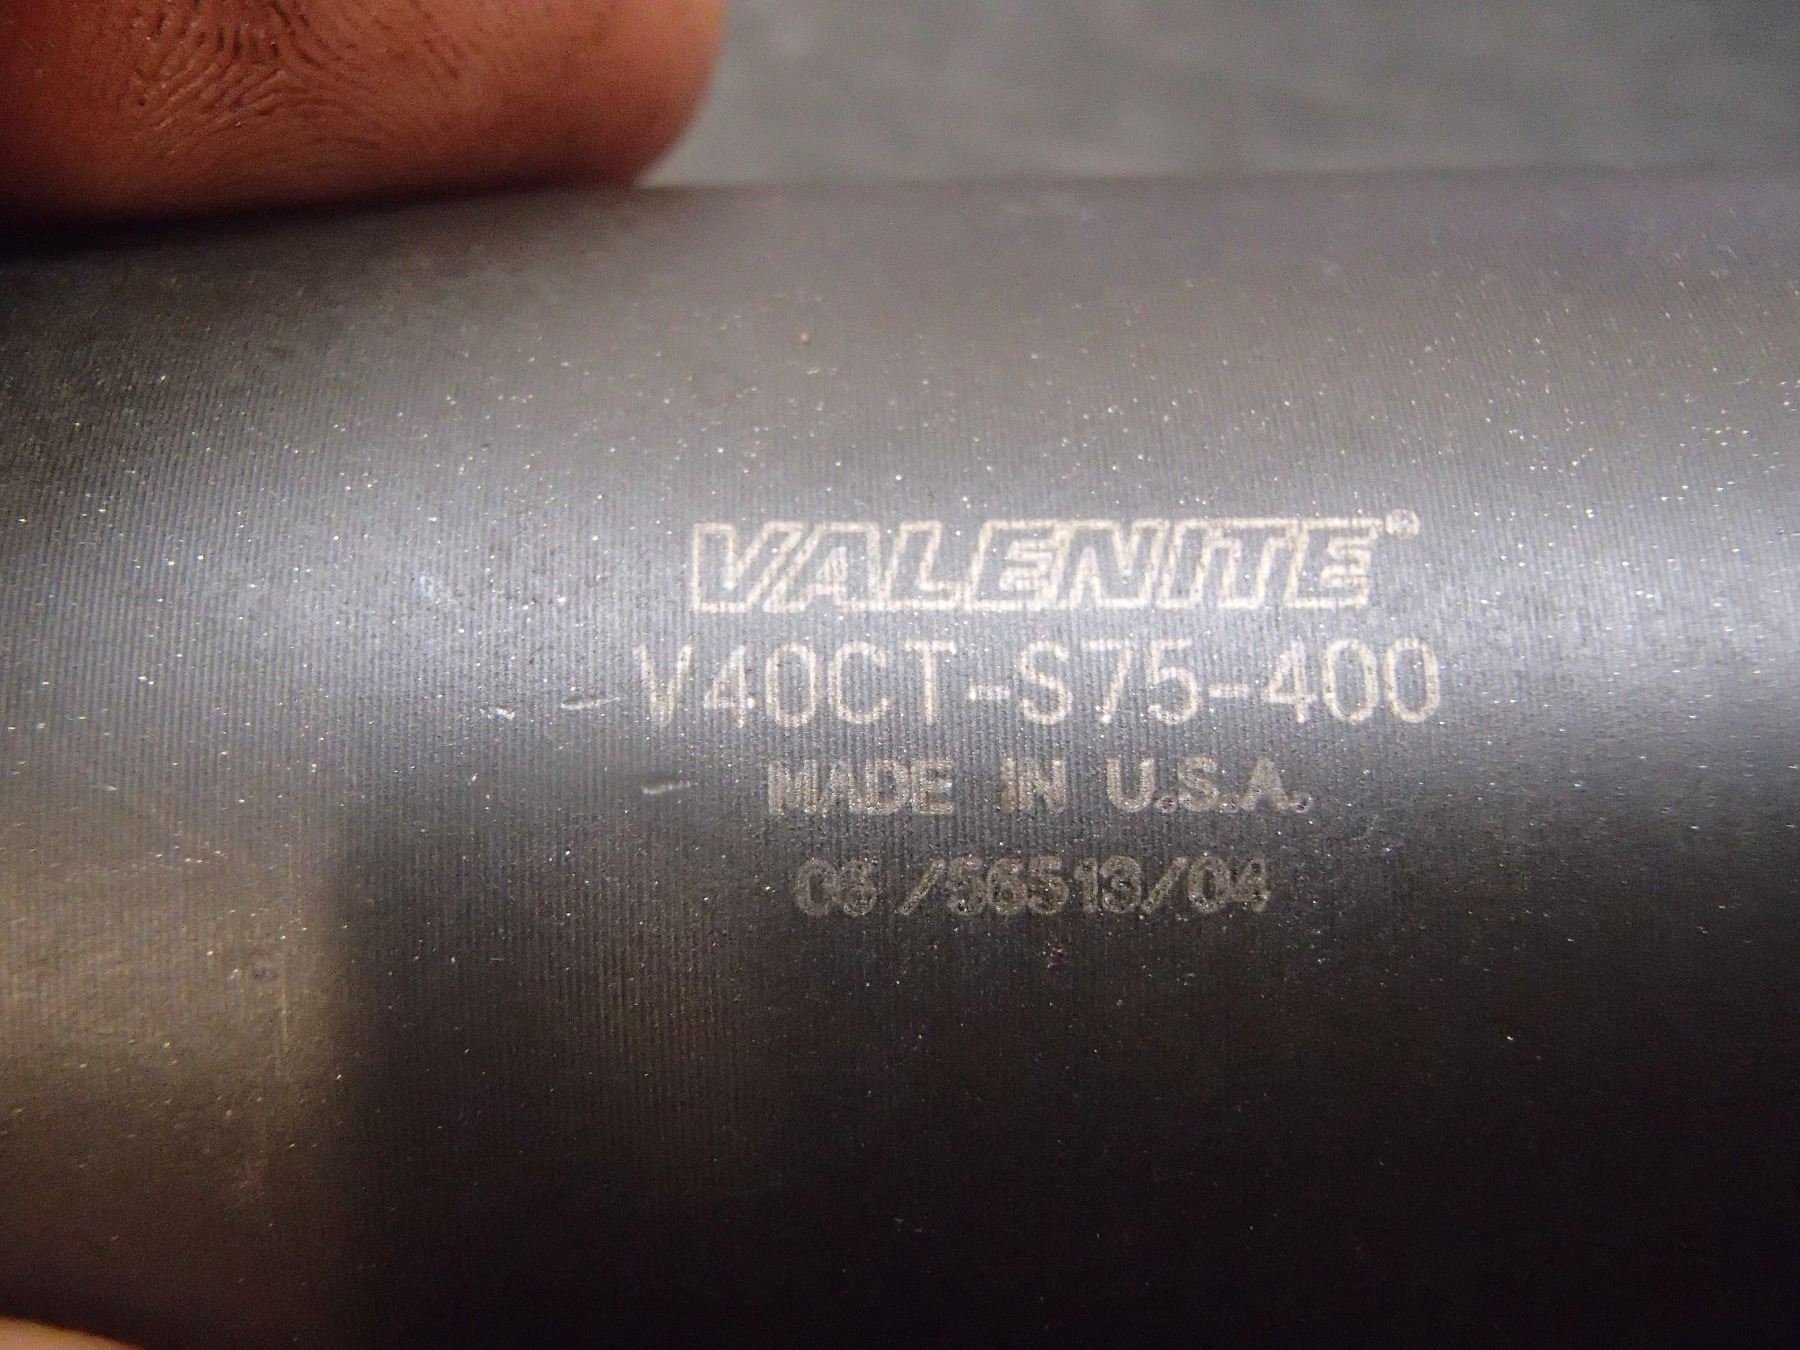 VALENITE®
V40CT-S75-400
MADE IN U.S.A.
06 /56513/04